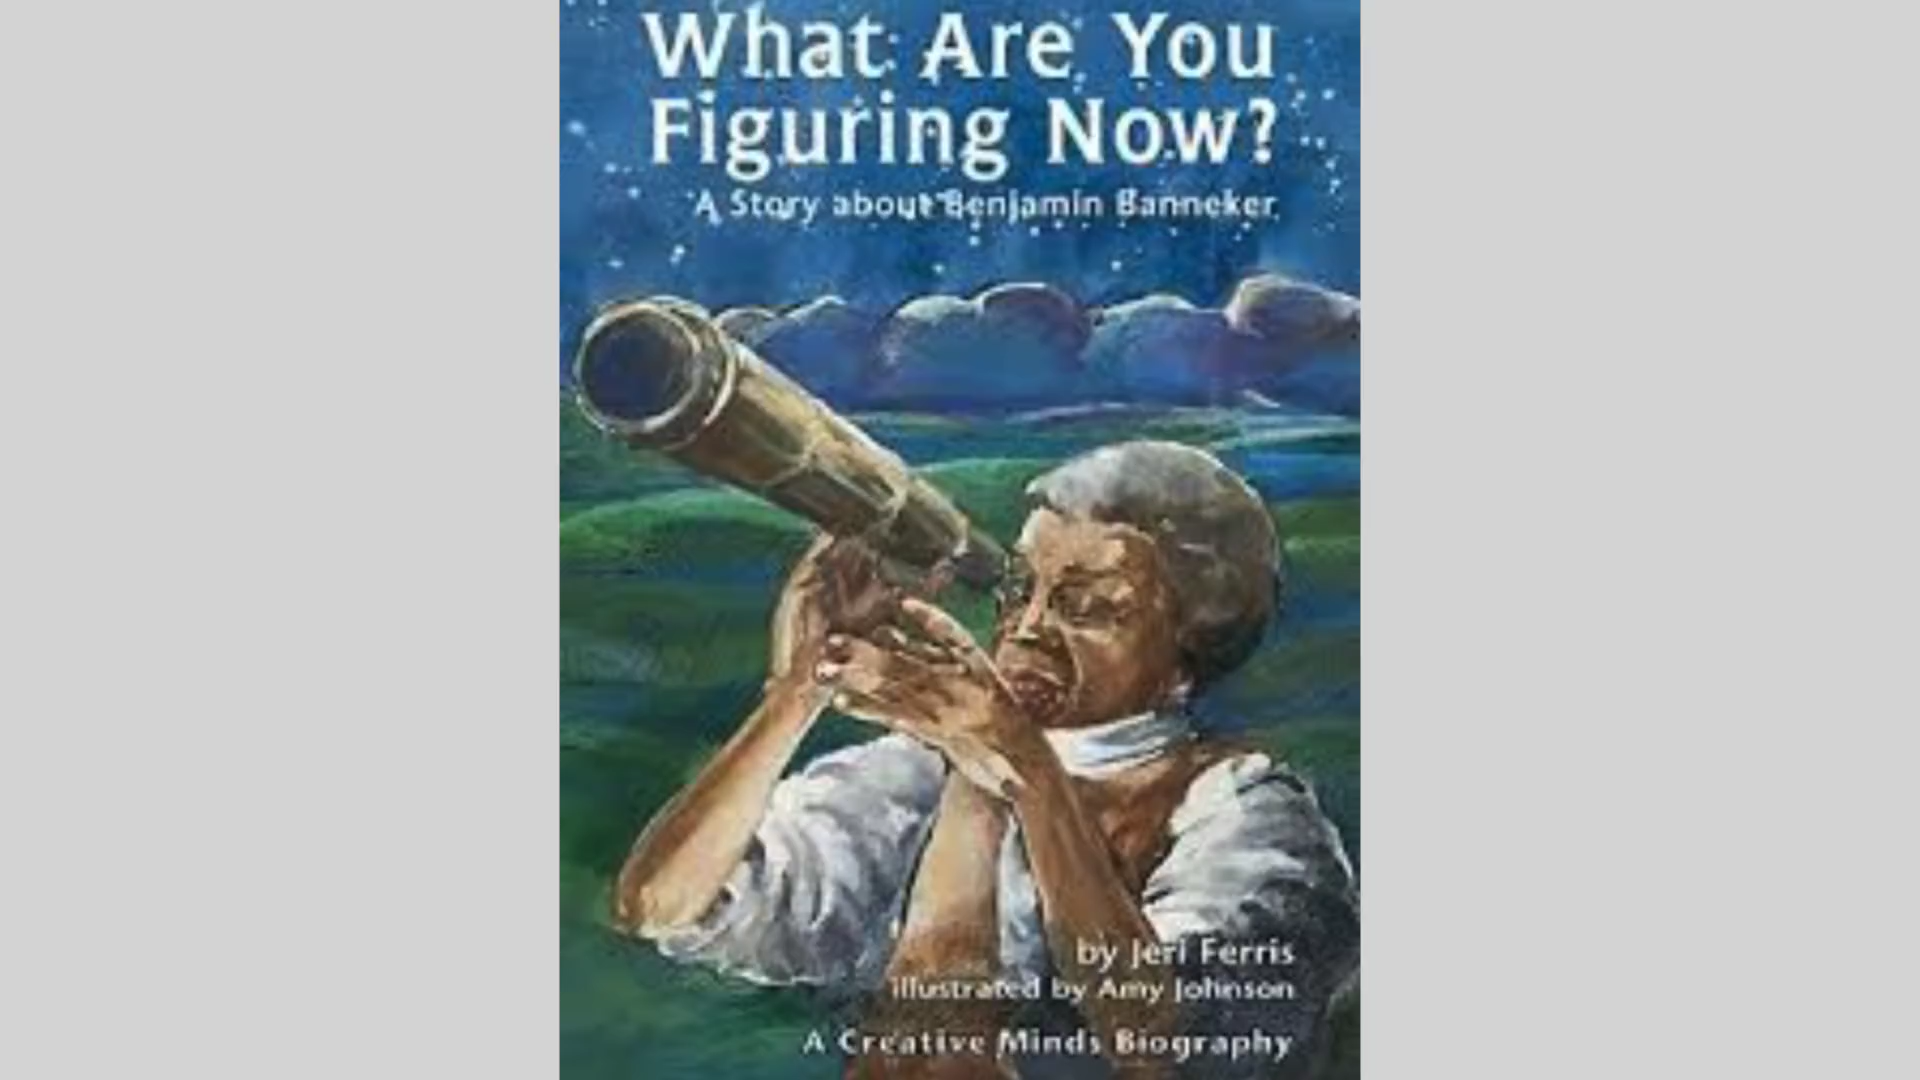 What Are You
Figuring Now?
A Story about Benjamin Banneker
by Jeri Ferris
illustrated by Amy Johnson
A Creative Minds Biography